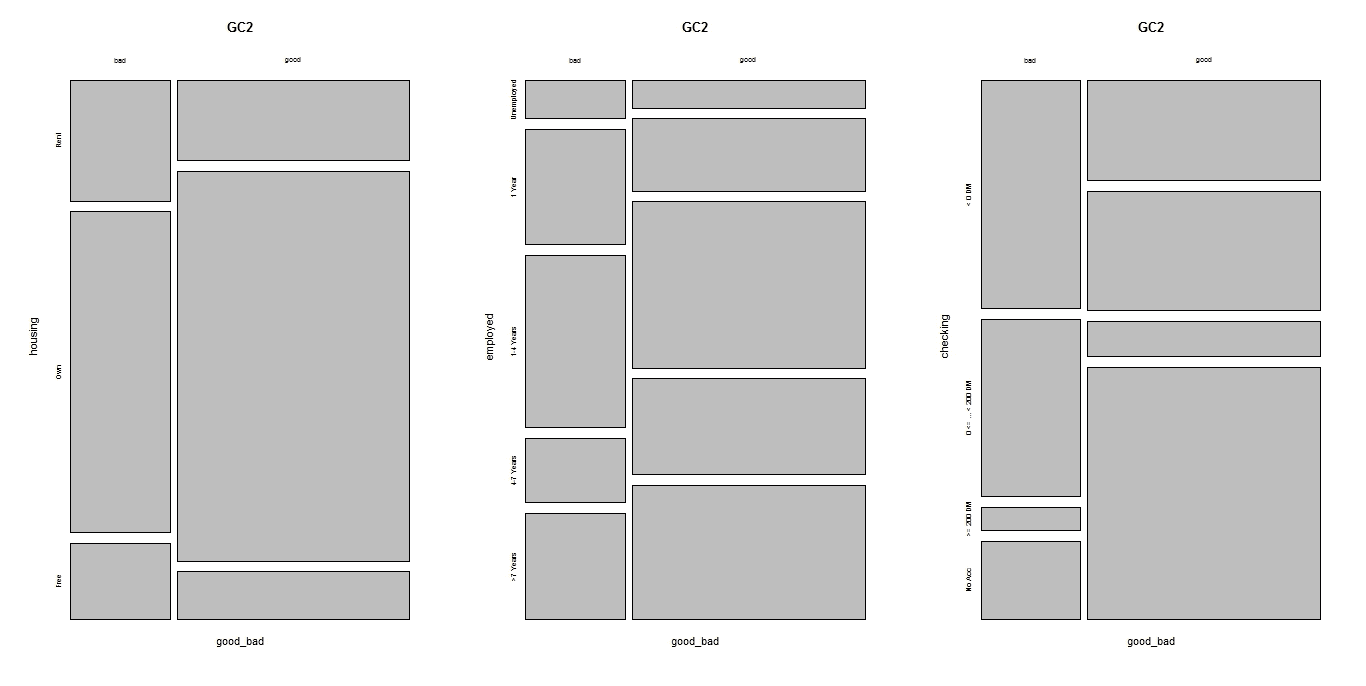 GC2
bad good
Rent
Own
Free
housing
good_bad
GC2
bad good
Unemployed
1 Year
1-4 Years
4-7 Years
>7 Years
employed
good_bad
GC2
bad good
< 0 DM
0 <= ... < 200 DM
>= 200 DM
No Acc
checking
good_bad